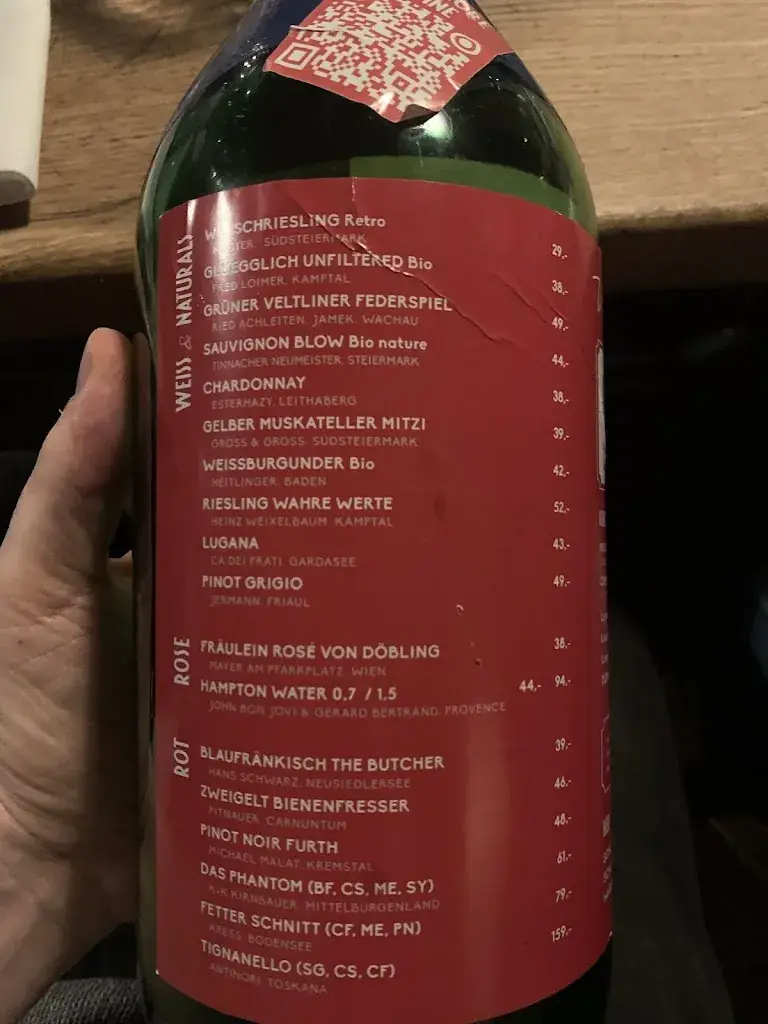 INE
WEISS & NATURALS
SCHRIESLING Retro
SÜDSTEIERMARK 29,-
GLUEGGLICH UNFILTERED Bio
FRED LOIMER, KAMPTAL 38,-
GRÜNER VELTLINER FEDERSPIEL
RIED ACHLEITEN, JAMEK, WACHAU 49,-
SAUVIGNON BLOW Bio nature
TINNACHER NEUMEISTER, STEIERMARK 44,-
CHARDONNAY
ESTERHAZY, LEITHABERG 38,-
GELBER MUSKATELLER MITZI
GROSS & GROSS, SÜDSTEIERMARK 39,-
WEISSBURGUNDER Bio
HEITLINGER, BADEN 42,-
RIESLING WAHRE WERTE
HEINZ WEIXELBAUM, KAMPTAL 52,-
LUGANA
CA DEI FRATI, GARDASEE 43,-
PINOT GRIGIO 49,-
JERMANN, FRIAUL
ROSE
FRÄULEIN ROSÉ VON DÖBLING 38,-
MAYER AM PFARRPLATZ, WIEN
HAMPTON WATER 0,7 / 1,5 44,- 94,-
JOHN BON JOVI & GERARD BERTRAND, PROVENCE
ROT
BLAUFRÄNKISCH THE BUTCHER 39,-
HANS SCHWARZ, NEUSIEDLERSEE
ZWEIGELT BIENENFRESSER 46,-
PITNAUER, CARNUNTUM
PINOT NOIR FURTH 48,-
MICHAEL MALAT, KREMSTAL
DAS PHANTOM (BF, CS, ME, SY) 61,-
K+K KIRNBAUER, MITTELBURGENLAND
FETTER SCHNITT (CF, ME, PN) 79,-
KRESS, BODENSEE
TIGNANELLO (SG, CS, CF) 159,-
ANTINORI, TOSKANA